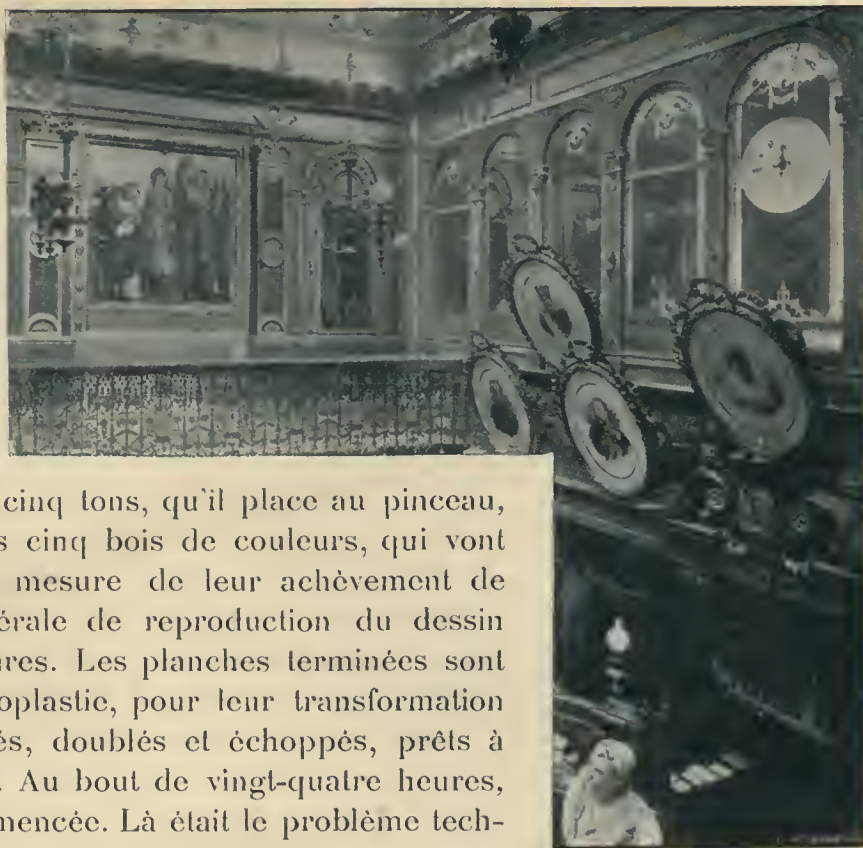 cinq tons, qu'il place au pinceau,
s cinq bois de couleurs, qui vont
mesure de leur achèvement de
érale de reproduction du dessin
ires. Les planches terminées sont
oplastie, pour leur transformation
és, doublés et échoppés, prêts à
. Au bout de vingt-quatre heures,
mencée. Là était le problème tech-